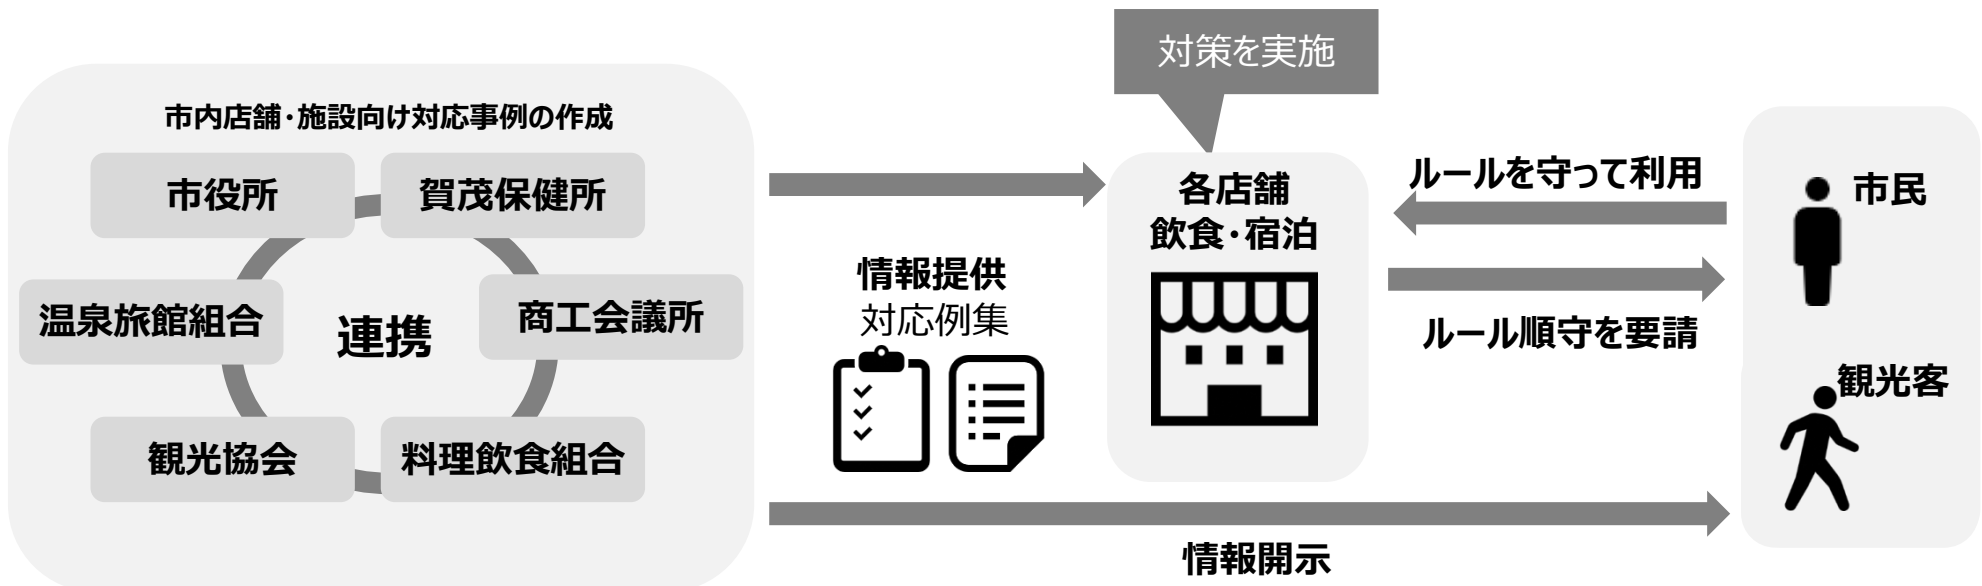 対策を実施
市内店舗・施設向け対応事例の作成
市役所
賀茂保健所
温泉旅館組合
連携
商工会議所
観光協会
料理飲食組合
情報提供
対応例集
各店舗
飲食・宿泊
ルールを守って利用
ルール順守を要請
市民
観光客
情報開示